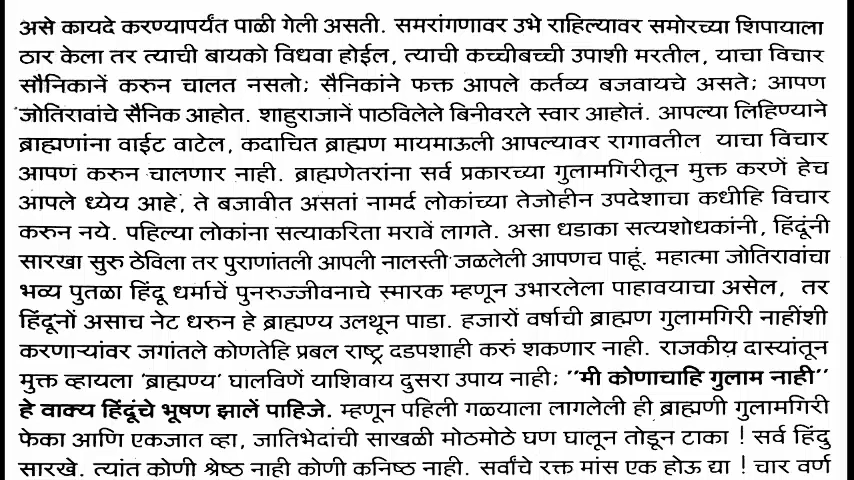 असे कायदे करण्यापर्यंत पाळी गेली असती. समरांगणावर उभे राहिल्यावर समोरच्या शिपायाला
ठार केला तर त्याची बायको विधवा होईल, त्याची कच्चीबच्ची उपाशी मरतील, याचा विचार
सौनिकानें करुन चालत नसतो; सैनिकांने फक्त आपले कर्तव्य बजवायचे असते; आपण
जोतिरावांचे सैनिक आहोत. शाहुराजानें पाठविलेले बिनीवरले स्वार आहोतं. आपल्या लिहिण्याने
ब्राह्मणांना वाईट वाटेल, कदाचित ब्राह्मण मायमाऊली आपल्यावर रागावतील याचा विचार
आपण करुन चालणार नाही. ब्राह्मणेतरांना सर्व प्रकारच्या गुलामगिरीतून मुक्त करणें हेच
आपले ध्येय आहे, ते बजावीत असतां नामर्द लोकांच्या तेजोहीन उपदेशाचा कधीहि विचार
करुन नये. पहिल्या लोकांना सत्याकरिता मरावें लागते. असा धडाका सत्यशोधकांनी, हिंदूंनी
सारखा सुरु ठेविला तर पुराणांतली आपली नालस्ती जळलेली आपणच पाहूं. महात्मा जोतिरावांचा
भव्य पुतळा हिंदू धर्माचें पुनरुज्जीवनाचे स्मारक म्हणून उभारलेला पाहावयाचा असेल, तर
हिंदूनों असाच नेट धरुन हे ब्राह्मण्य उलथून पाडा. हजारों वर्षाची ब्राह्मण गुलामगिरी नाहींशी
करणाऱ्यांवर जगांतले कोणतेहि प्रबल राष्ट्र दडपशाही करुं शकणार नाही. राजकीय दास्यांतून
मुक्त व्हायला 'ब्राह्मण्य' घालविणें याशिवाय दुसरा उपाय नाही; "मी कोणाचाहि गुलाम नाही"
हे वाक्य हिंदूंचे भूषण झालें पाहिजे. म्हणून पहिली गळ्याला लागलेली ही ब्राह्मणी गुलामगिरी
फेका आणि एकजात व्हा, जातिभेदांची साखळी मोठमोठे घण घालून तोडून टाका ! सर्व हिंदु
सारखे. त्यांत कोणी श्रेष्ठ नाही कोणी कनिष्ठ नाही. सर्वांचे रक्त मांस एक होऊ द्या ! चार वर्ण